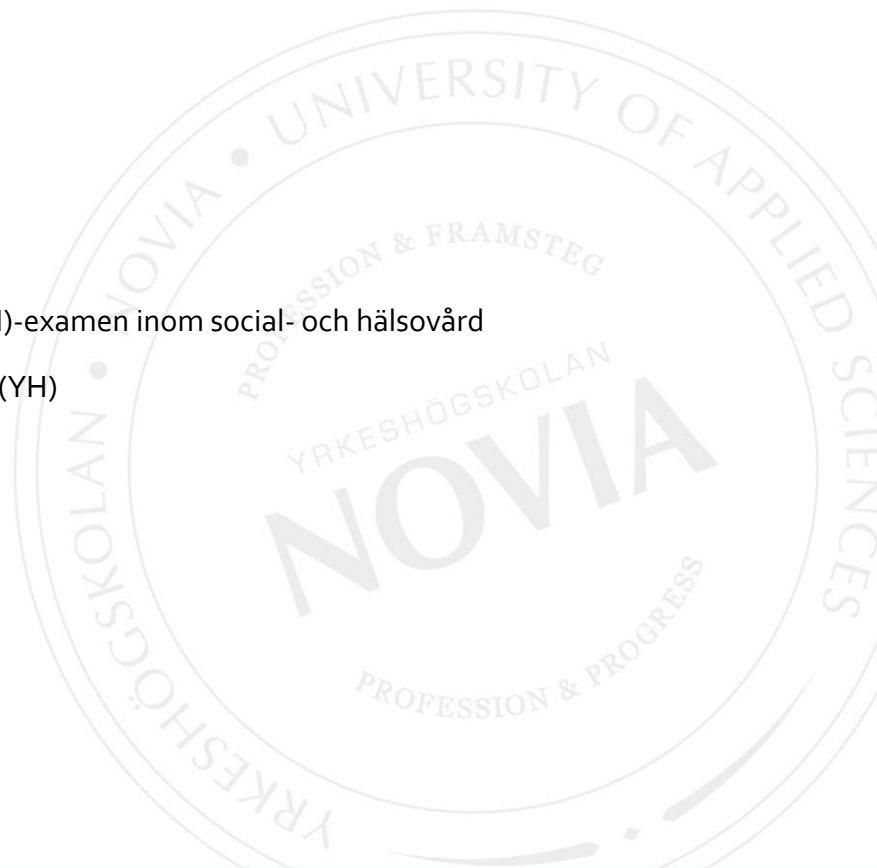 UNIVERSITY OF APPLIED SCIENCES
YRKESHÖGSKOLAN • NOVIA •
PROFESSION & FRAMSTEG
)-examen inom social- och hälsovård
(YH)
YRKESHÖGSKOLAN
NOVIA
PROFESSION & PROGRESS